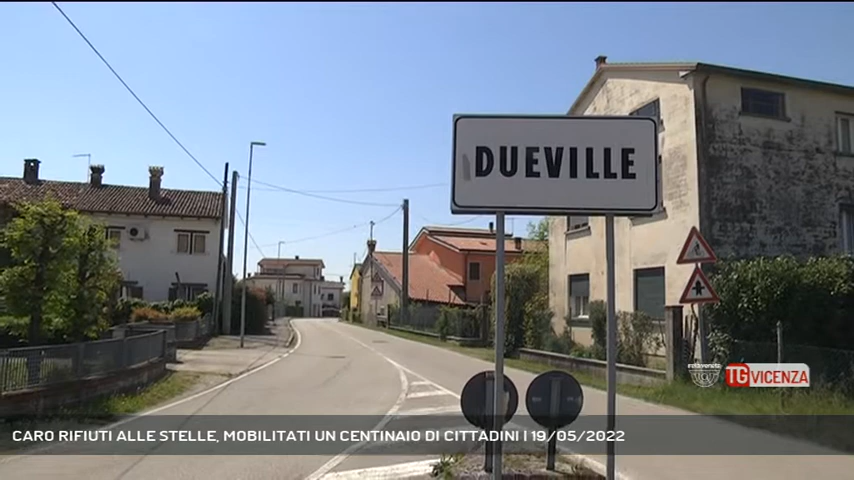 DUEVILLE
TGVICENZA
CARO RIFIUTI ALLE STELLE, MOBILITATI UN CENTINAIO DI CITTADINI | 19/05/2022